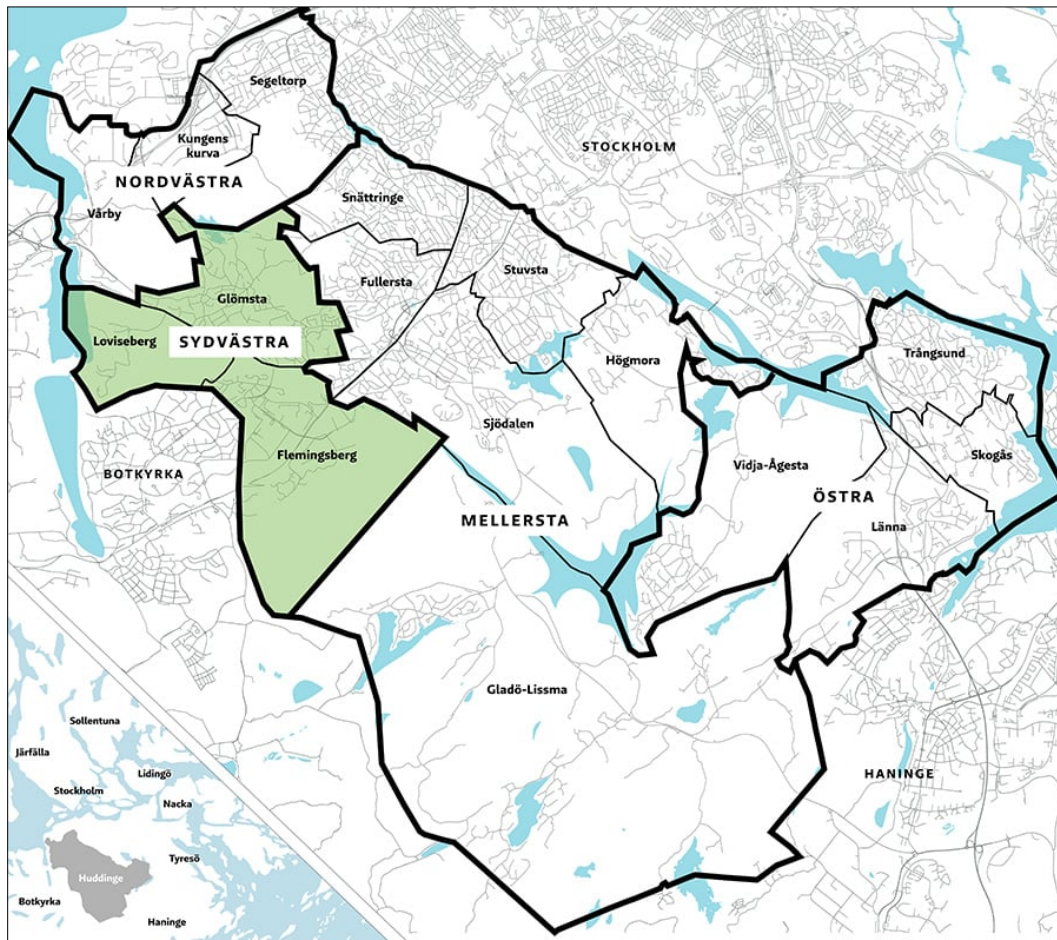 Segeltorp
Kungens
kurva
STOCKHOLM
NORDVÄSTRA
Snättringe
Vårby
Stuvsta
Fullersta
Glömsta
Loviseberg
SYDVÄSTRA
Högmora
Trångsund
Sjödalen
Flemingsberg
Skogås
Vidja-Ågesta
BOTKYRKA
ÖSTRA
MELLERSTA
Länna
Gladö-Lissma
HANINGE
Sollentuna
Järfälla
Lidingö
Stockholm
Nacka
Tyresö
Huddinge
Botkyrka
Haninge